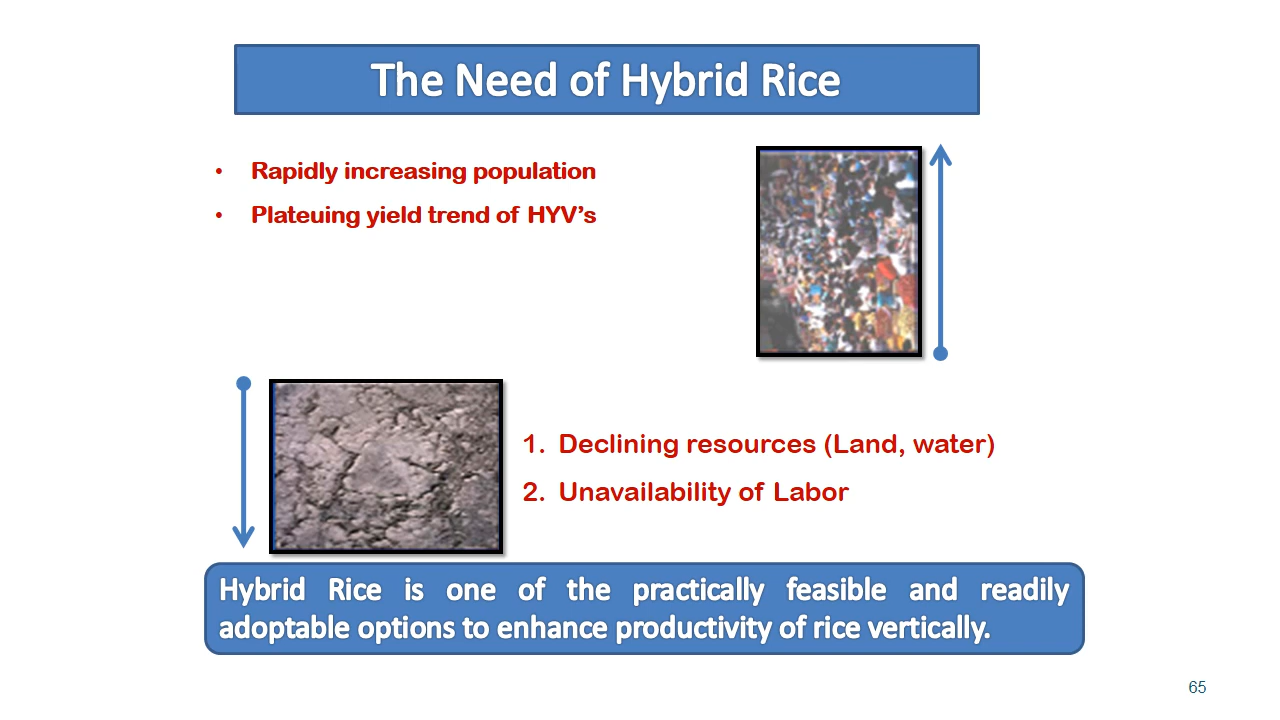 The Need of Hybrid Rice
• Rapidly increasing population
• Plateuing yield trend of HYV's
1. Declining resources (Land, water)
2. Unavailability of Labor
Hybrid Rice is one of the practically feasible and readily
adoptable options to enhance productivity of rice vertically.
65